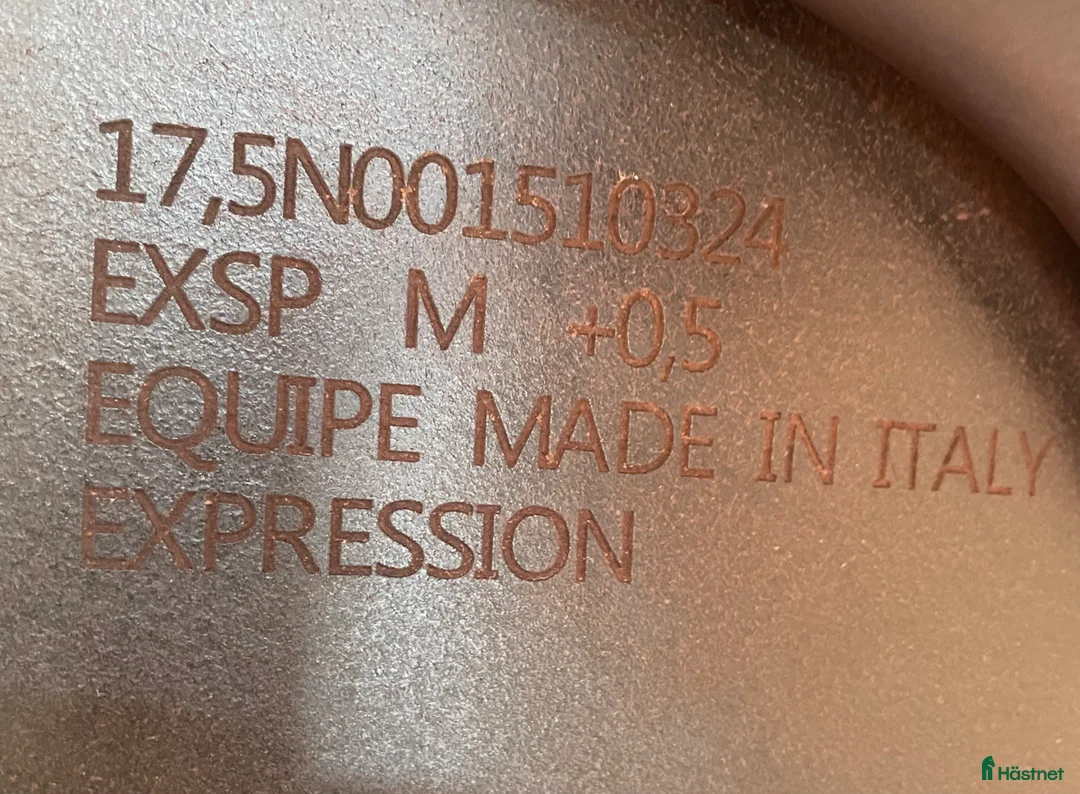 17,5N001510324
EXSP M +0,5
EQUIPE MADE IN ITALY
EXPRESSION
Hästnet